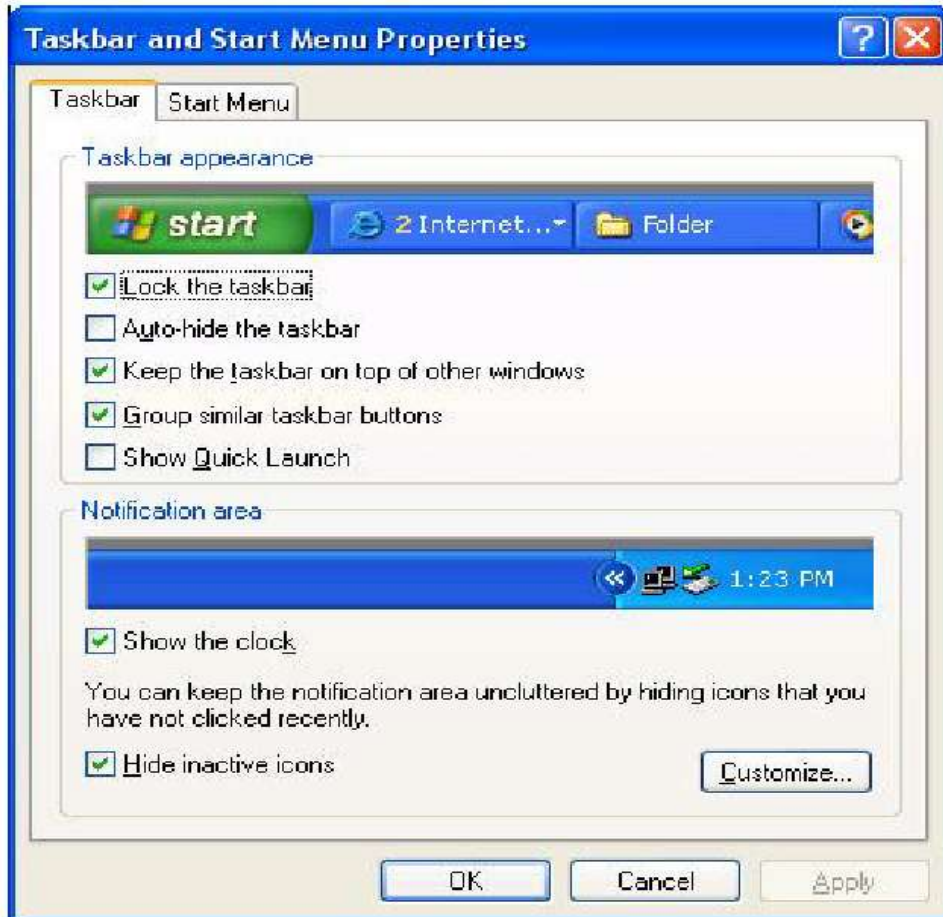 Taskbar and Start Menu Properties
?
Taskbar
Start Menu
Taskbar appearance
start
2 Internet...
Folder
Lock the taskbar
Auto-hide the taskbar
Keep the taskbar on top of other windows
Group similar taskbar buttons
Show Quick Launch
Notification area
1:23 PM
Show the clock
You can keep the notification area uncluttered by hiding icons that you
have not clicked recently.
Hide inactive icons
Customize...
OK
Cancel
Apply